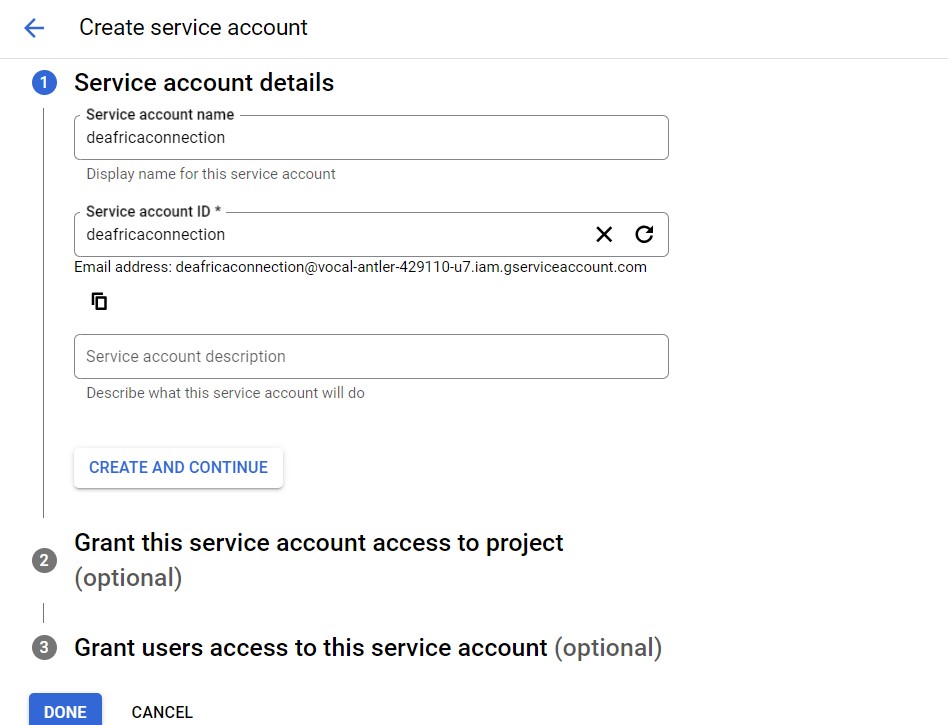 Create service account
1 Service account details
Service account name
deafricaconnection
Display name for this service account
Service account ID *
deafricaconnection
Email address: deafricaconnection@vocal-antler-429110-u7.iam.gserviceaccount.com
Service account description
Describe what this service account will do
CREATE AND CONTINUE
2 Grant this service account access to project
(optional)
3 Grant users access to this service account (optional)
DONE CANCEL